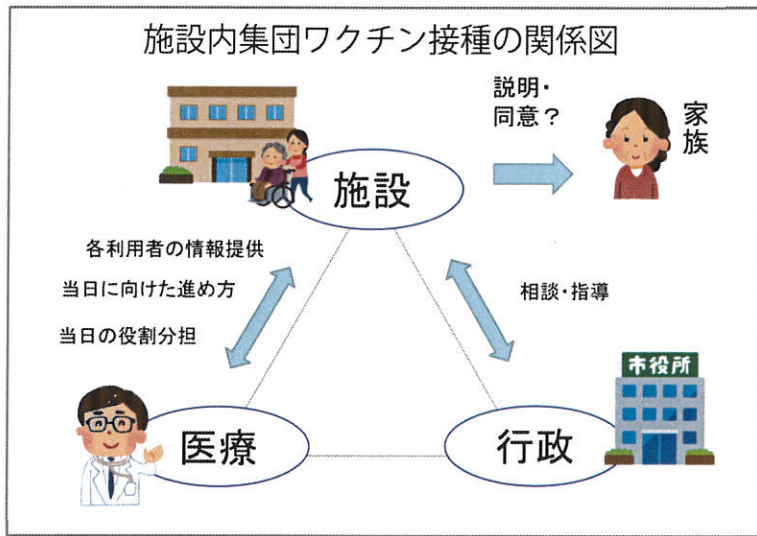 施設内集団ワクチン接種の関係図
説明・
同意？
家族
施設
各利用者の情報提供
当日に向けた進め方
当日の役割分担
相談・指導
市役所
医療
行政